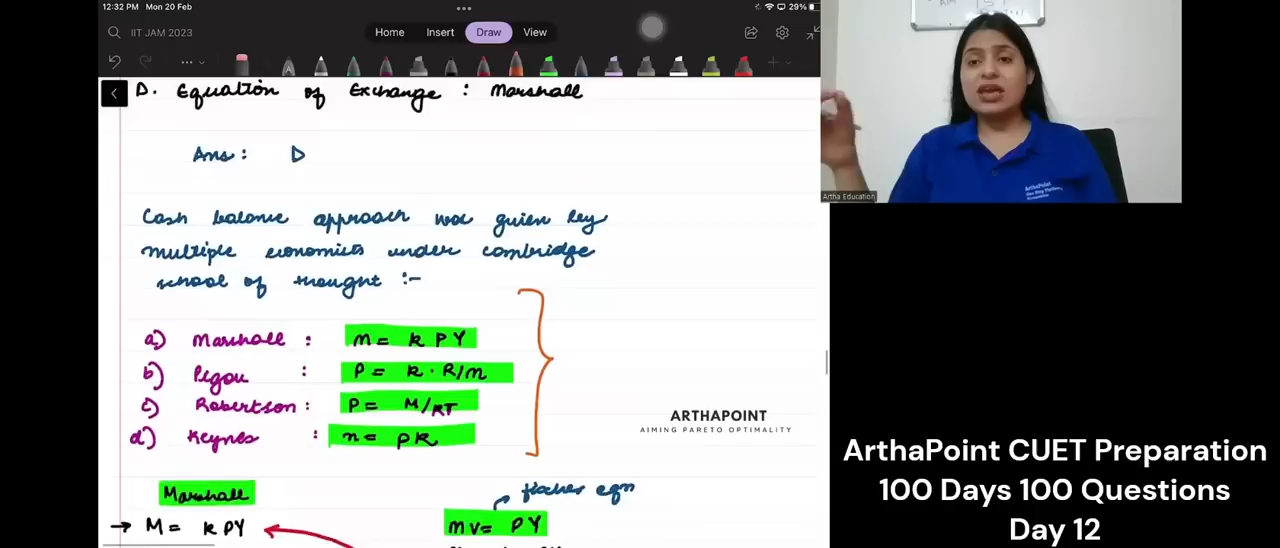 12:32 PM Mon 20 Feb
29%
IIT JAM 2023
Home Insert Draw View
D. Equation of Exchange : Marshall
Ans : D
Cash balance approach was given by
multiple economists under cambridge
school of thought :-
a) Marshall : M = K P Y
b) Pigou : P = K · R/M
c) Robertson : P = M/KT
d) Keynes : n = pk
ARTHAPOINT
AIMING PARETO OPTIMALITY
Marshall
fischer eqn
→ M = K P Y
MV = PY
ArthaPoint
Artha Education
ArthaPoint CUET Preparation
100 Days 100 Questions
Day 12